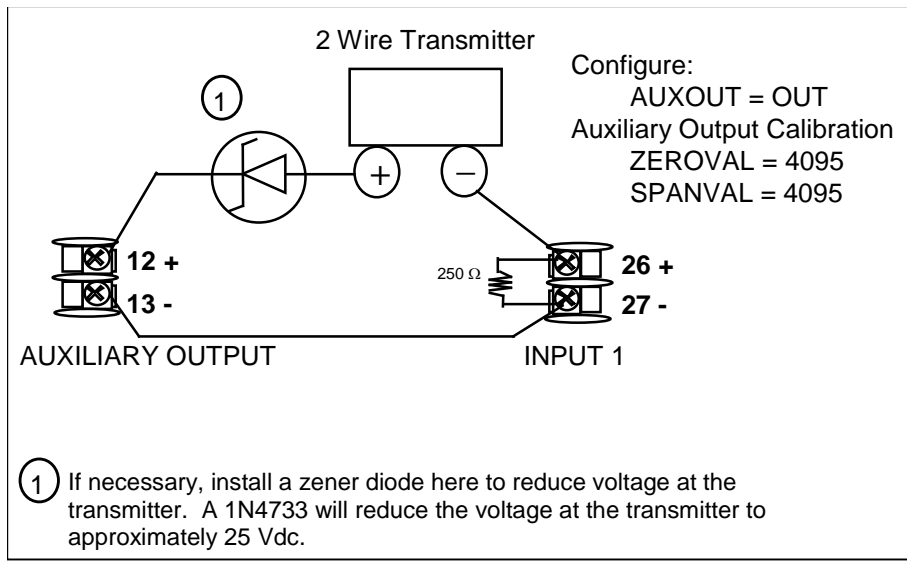 2 Wire Transmitter
Configure:
AUXOUT = OUT
Auxiliary Output Calibration
ZEROVAL = 4095
SPANVAL = 4095
1
+ −
12 +
13 -
250 Ω
26 +
27 -
AUXILIARY OUTPUT
INPUT 1
1 If necessary, install a zener diode here to reduce voltage at the
transmitter. A 1N4733 will reduce the voltage at the transmitter to
approximately 25 Vdc.